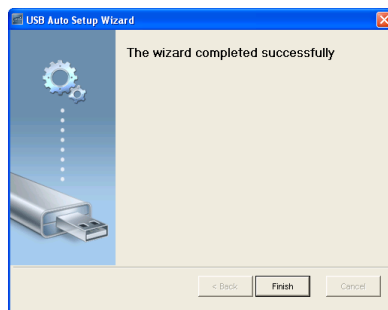 USB Auto Setup Wizard
The wizard completed successfully
< Back
Finish
Cancel